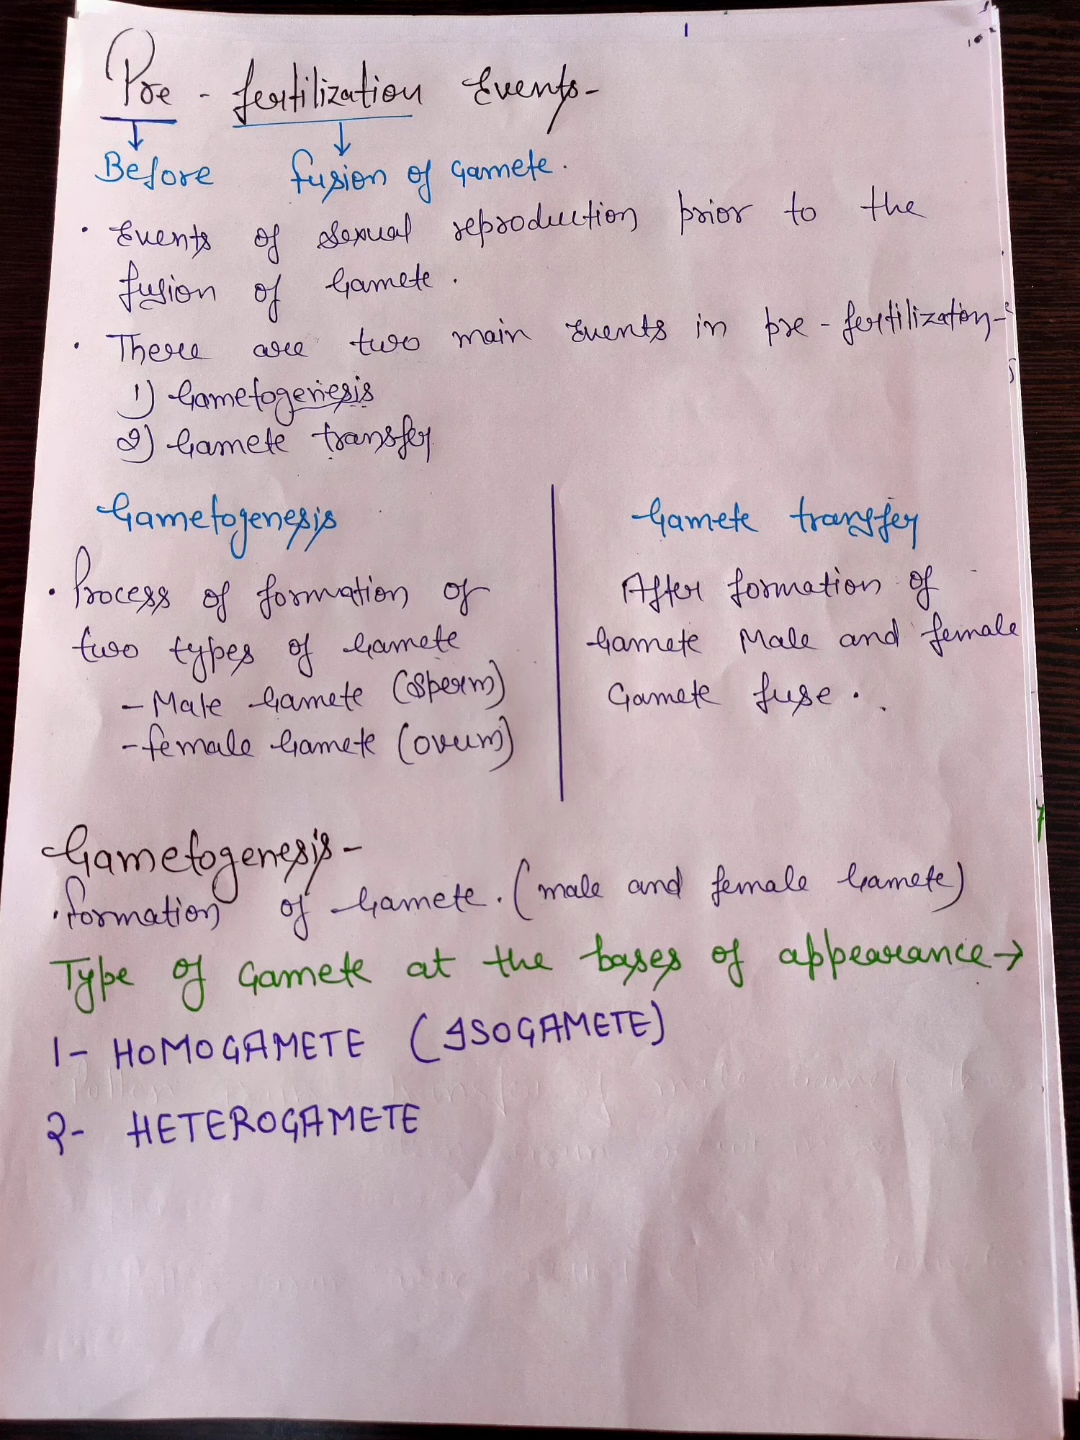 1
Pre - fertilization Events-
Before fusion of Gamete.
• Events of sexual reproduction prior to the
fusion of Gamete.
• There are two main events in pre-fertilization-
1) Gametogenesis
2) Gamete transfer
Gametogenesis
• Process of formation of
two types of Gamete
- Male Gamete (sperm)
- female Gamete (ovum)
Gamete transfer
After formation of
Gamete Male and female
Gamete fuse.
Gametogenesis-
• formation of Gamete. (male and female Gamete)
Type of Gamete at the bases of appearance→
1- HOMOGAMETE (ISOGAMETE)
2- HETEROGAMETE